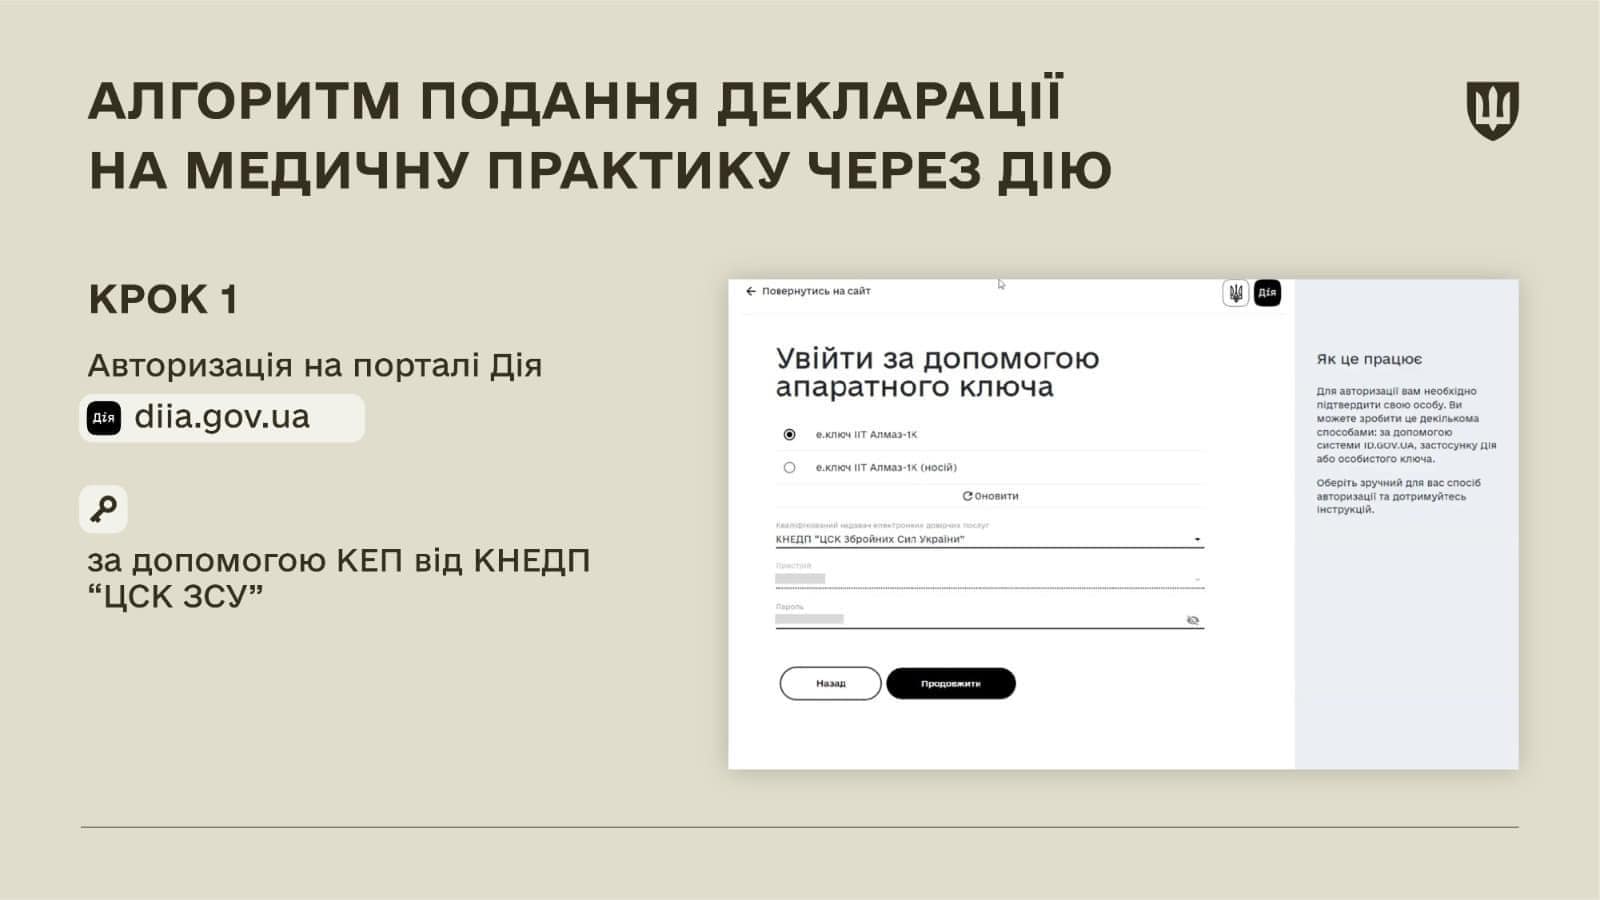 АЛГОРИТМ ПОДАННЯ ДЕКЛАРАЦІЇ
НА МЕДИЧНУ ПРАКТИКУ ЧЕРЕЗ ДІЮ
КРОК 1
Авторизація на порталі Дія
Дія diia.gov.ua
за допомогою КЕП від КНЕДП
“ЦСК ЗСУ”
Повернутись на сайт
Дія
Увійти за допомогою
апаратного ключа
е.ключ ІІТ Алмаз-1К
е.ключ ІІТ Алмаз-1К (носій)
Оновити
Кваліфікований надавач електронних довірчих послуг
КНЕДП "ЦСК Збройних Сил України"
Пристрій
Пароль
Назад
Продовжити
Як це працює
Для авторизації вам необхідно
підтвердити свою особу. Ви
можете зробити це декількома
способами: за допомогою
системи ID.GOV.UA, застосунку Дія
або особистого ключа.
Оберіть зручний для вас спосіб
авторизації та дотримуйтесь
інструкцій.